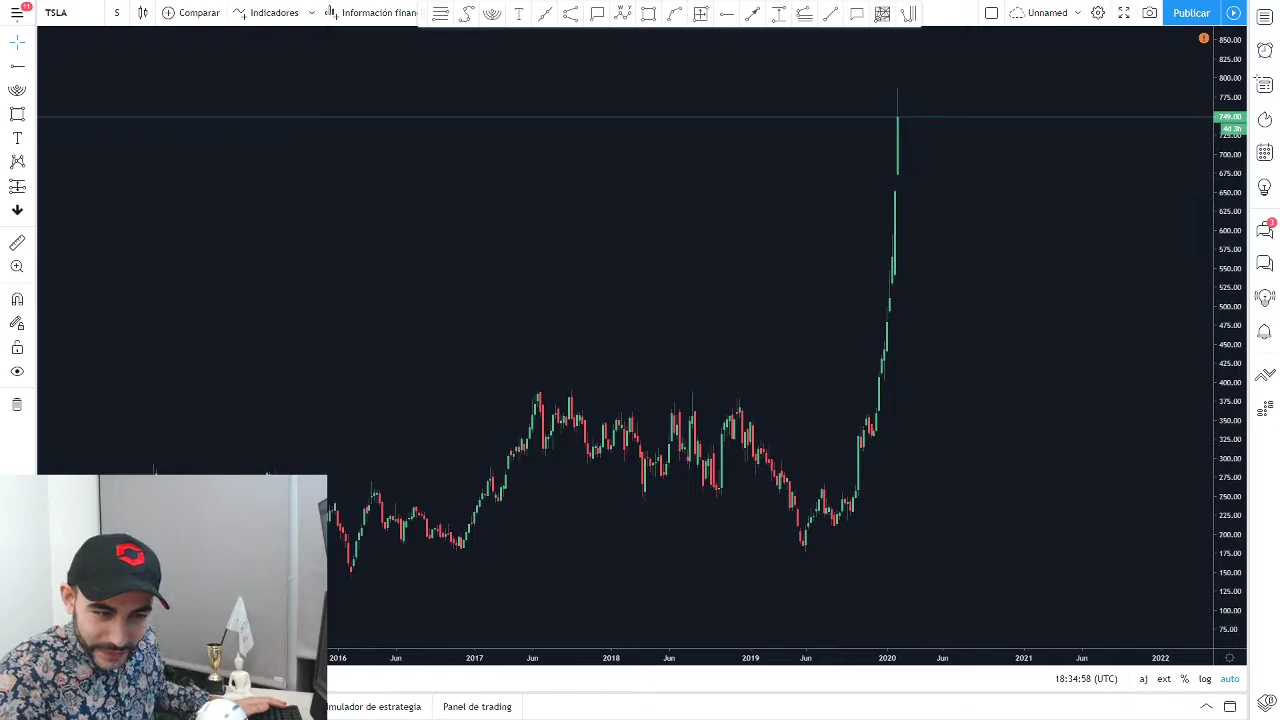 11
TSLA
S
Comparar
Indicadores
Información finan
Unnamed
Publicar
850.00
825.00
800.00
775.00
749.00
4d 3h
725.00
700.00
675.00
650.00
625.00
600.00
575.00
550.00
525.00
500.00
475.00
450.00
425.00
400.00
375.00
350.00
325.00
300.00
275.00
250.00
225.00
200.00
175.00
150.00
125.00
100.00
75.00
3
2016
Jun
2017
Jun
2018
Jun
2019
Jun
2020
Jun
2021
Jun
2022
18:34:58 (UTC)
aj
ext
%
log
auto
imulador de estrategia
Panel de trading